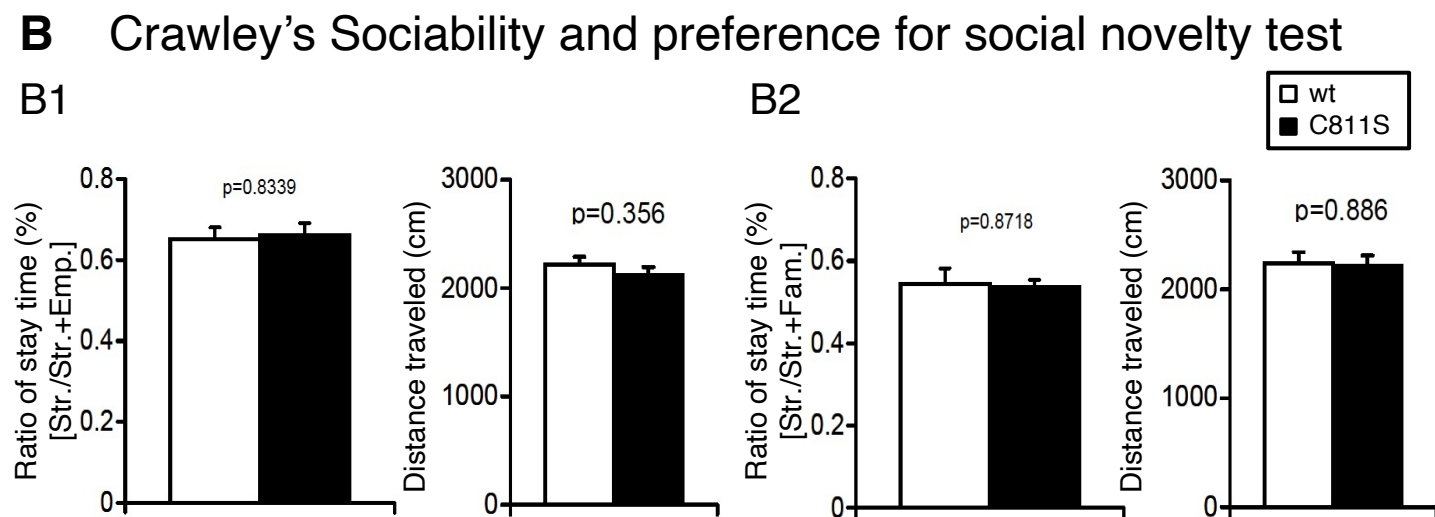 B Crawley's Sociability and preference for social novelty test
B1
B2
wt
C811S
Ratio of stay time (%)
[Str./Str.+Emp.]
0.8
0.6
0.4
0.2
0
p=0.8339
Distance traveled (cm)
3000
2000
1000
0
p=0.356
Ratio of stay time (%)
[Str./Str.+Fam.]
0.8
0.6
0.4
0.2
0
p=0.8718
Distance traveled (cm)
3000
2000
1000
0
p=0.886